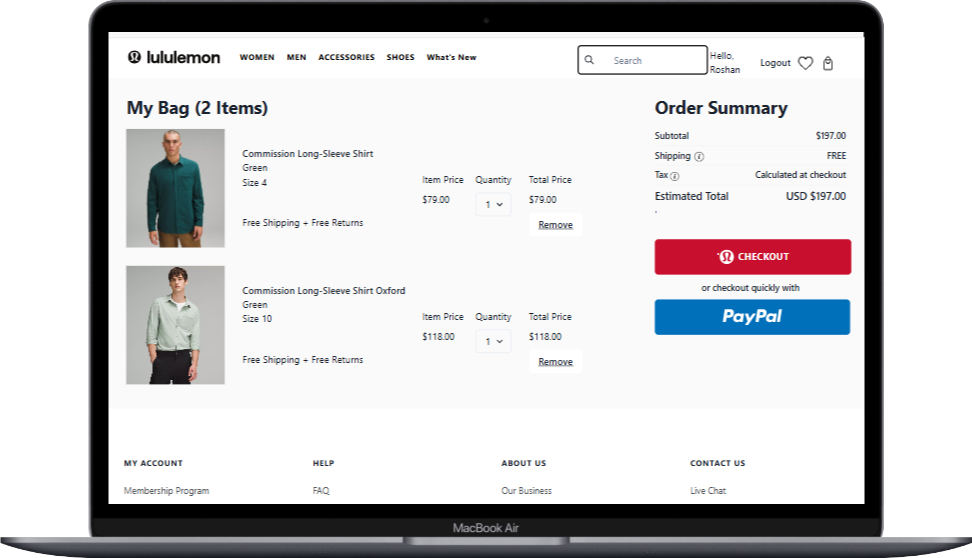 lululemon
WOMEN MEN ACCESSORIES SHOES What's New
Search
Hello,
Roshan
Logout
My Bag (2 Items)
Commission Long-Sleeve Shirt
Green
Size 4
Free Shipping + Free Returns
Item Price Quantity Total Price
$79.00 1 $79.00
Remove
Commission Long-Sleeve Shirt Oxford
Green
Size 10
Free Shipping + Free Returns
Item Price Quantity Total Price
$118.00 1 $118.00
Remove
Order Summary
Subtotal $197.00
Shipping FREE
Tax Calculated at checkout
Estimated Total USD $197.00
CHECKOUT
or checkout quickly with
PayPal
MY ACCOUNT HELP ABOUT US CONTACT US
Membership Program FAQ Our Business Live Chat
MacBook Air